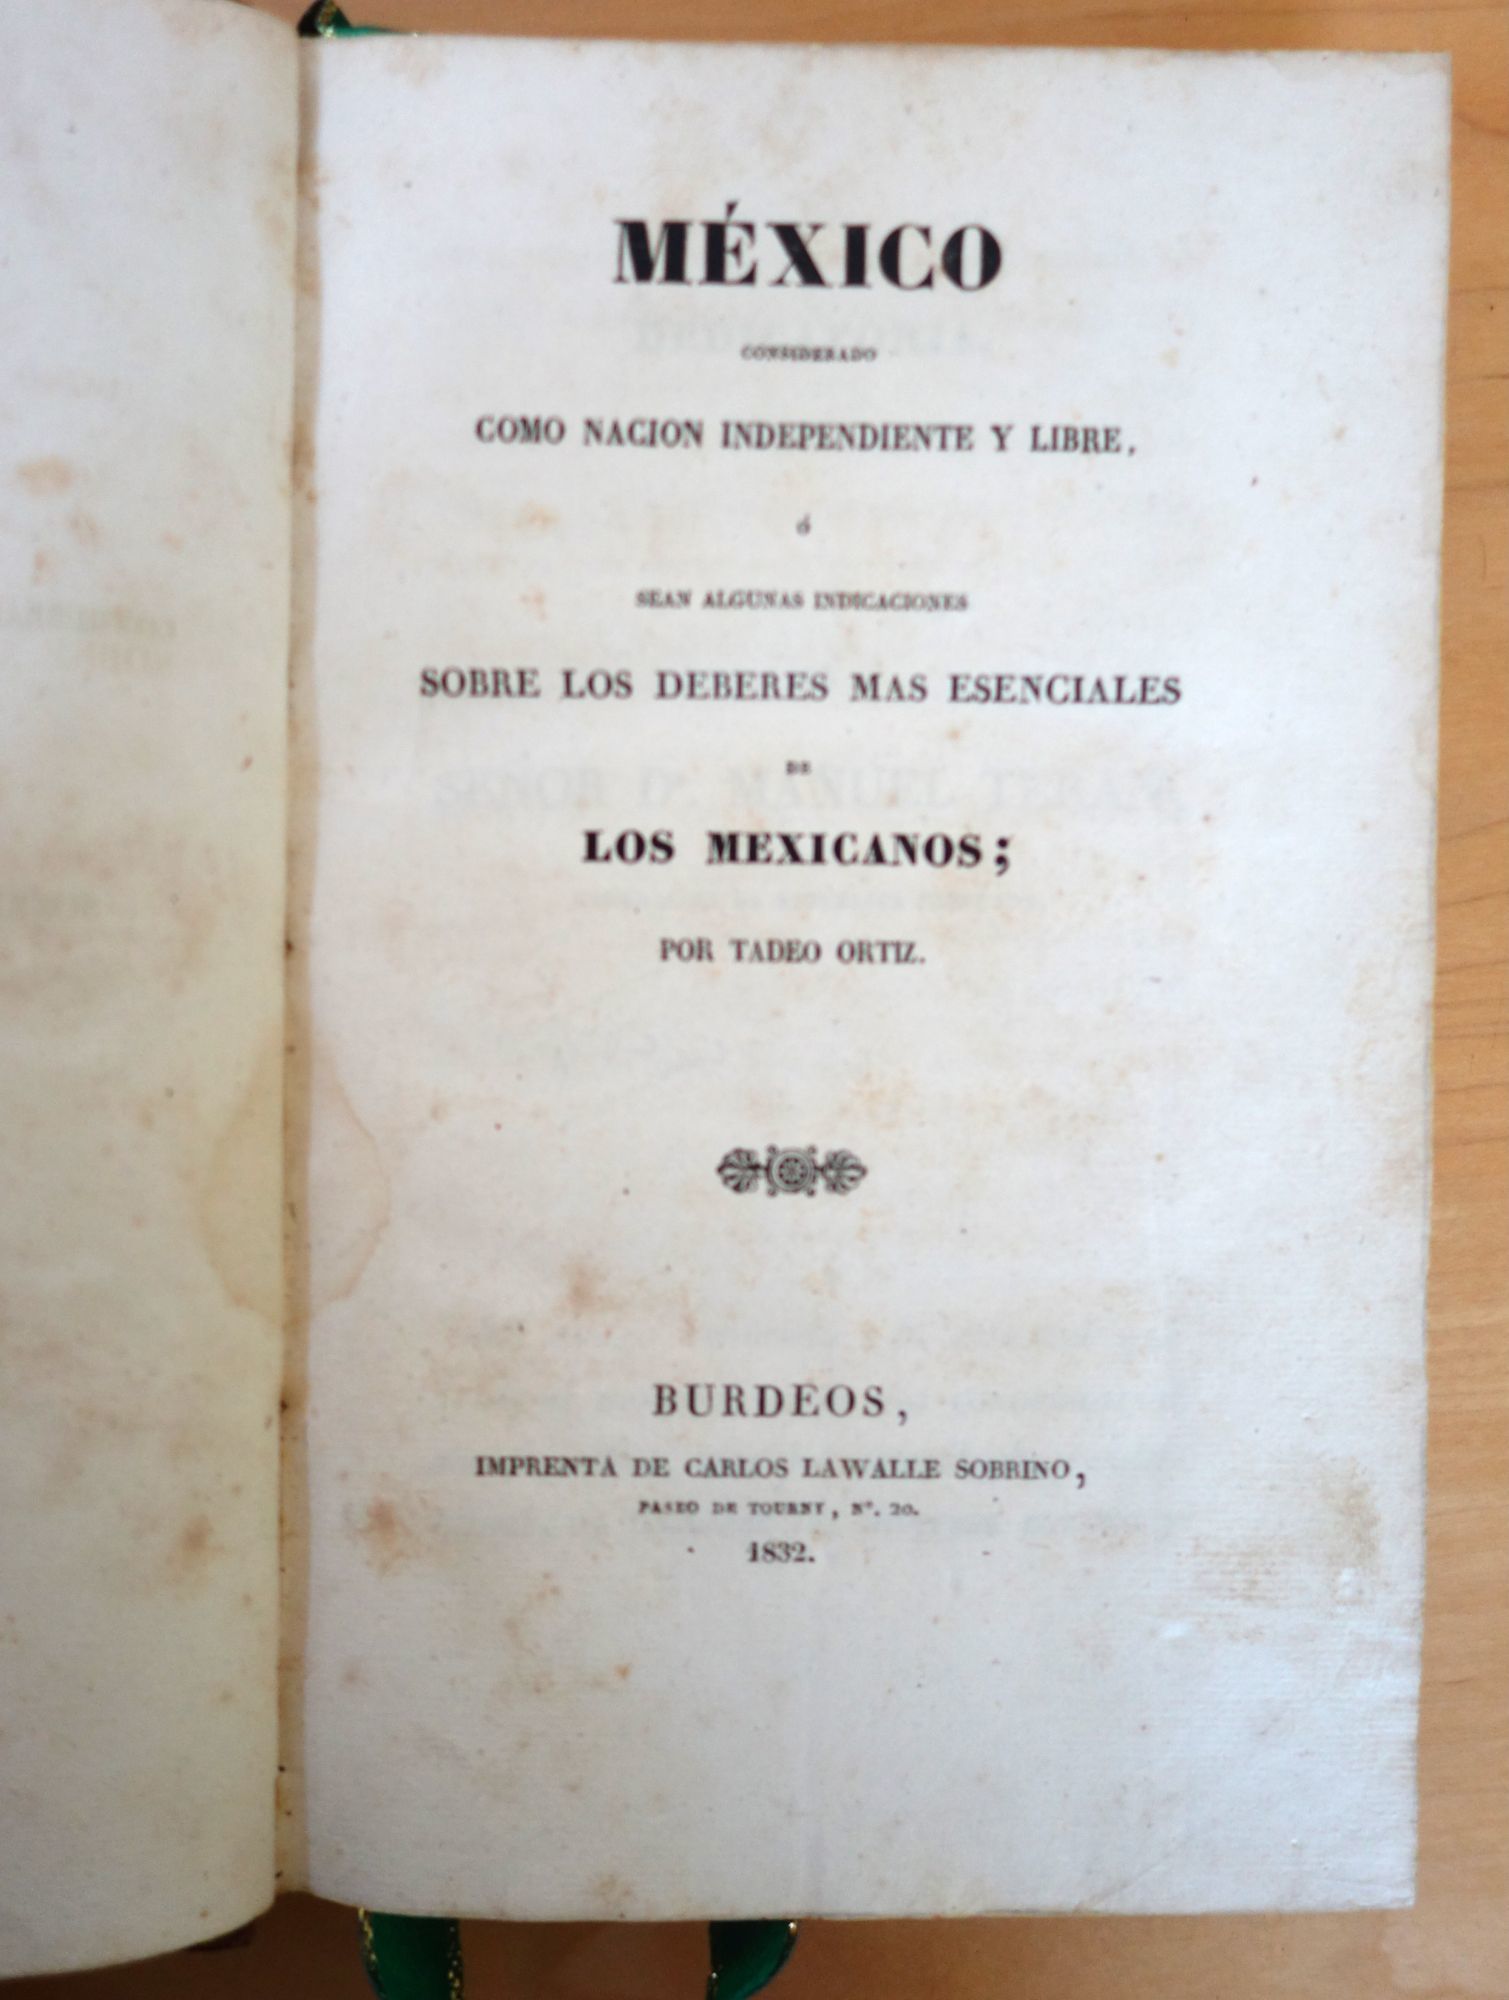 MÉXICO
CONSIDERADO
COMO NACION INDEPENDIENTE Y LIBRE,
ó
SEAN ALGUNAS INDICACIONES
SOBRE LOS DEBERES MAS ESENCIALES
DE
LOS MEXICANOS;
POR TADEO ORTIZ.
BURDEOS,
IMPRENTA DE CARLOS LAWALLE SOBRINO,
PASEO DE TOURNY, Nº. 20.
1832.